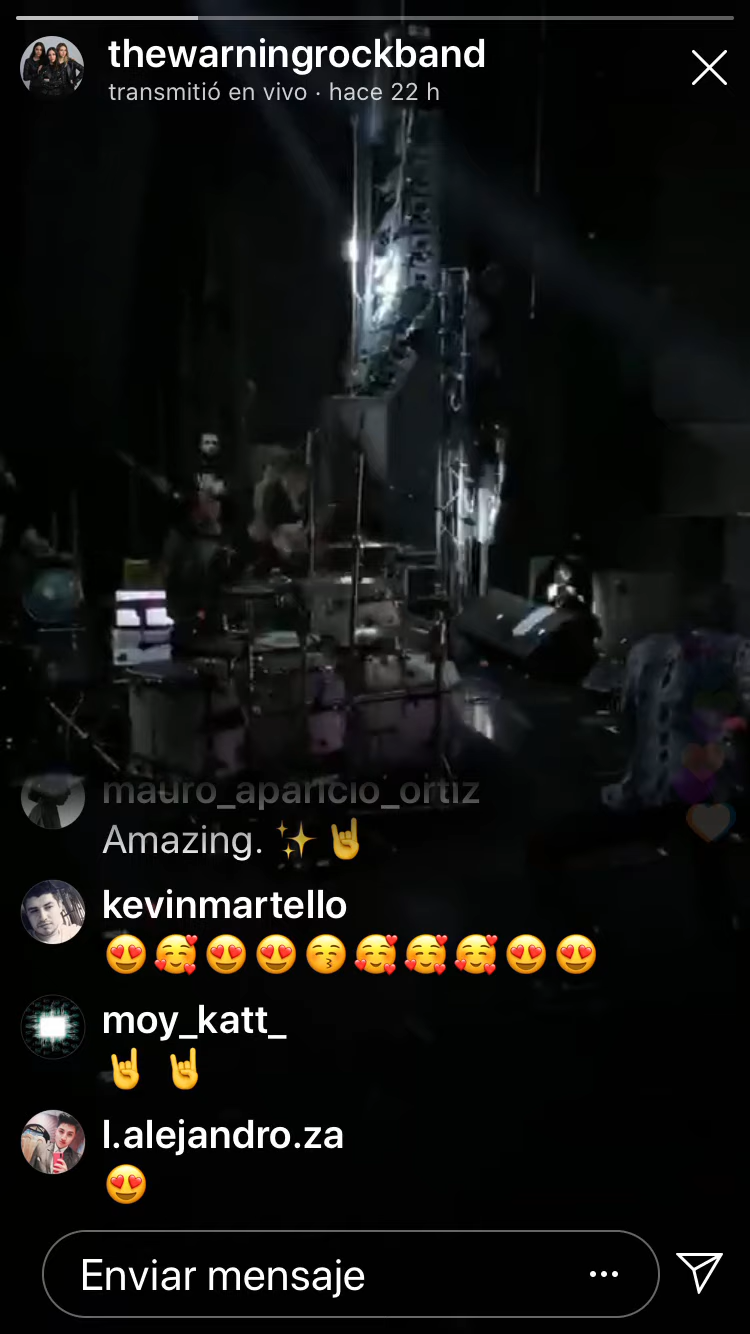 thewarningrockband
transmitió en vivo · hace 22 h
mauro_aparicio_ortiz
Amazing. ✨🤘
kevinmartello
😍🥰😍😍😚🥰🥰🥰😍😍
moy_katt_
🤘 🤘
l.alejandro.za
😍
Enviar mensaje